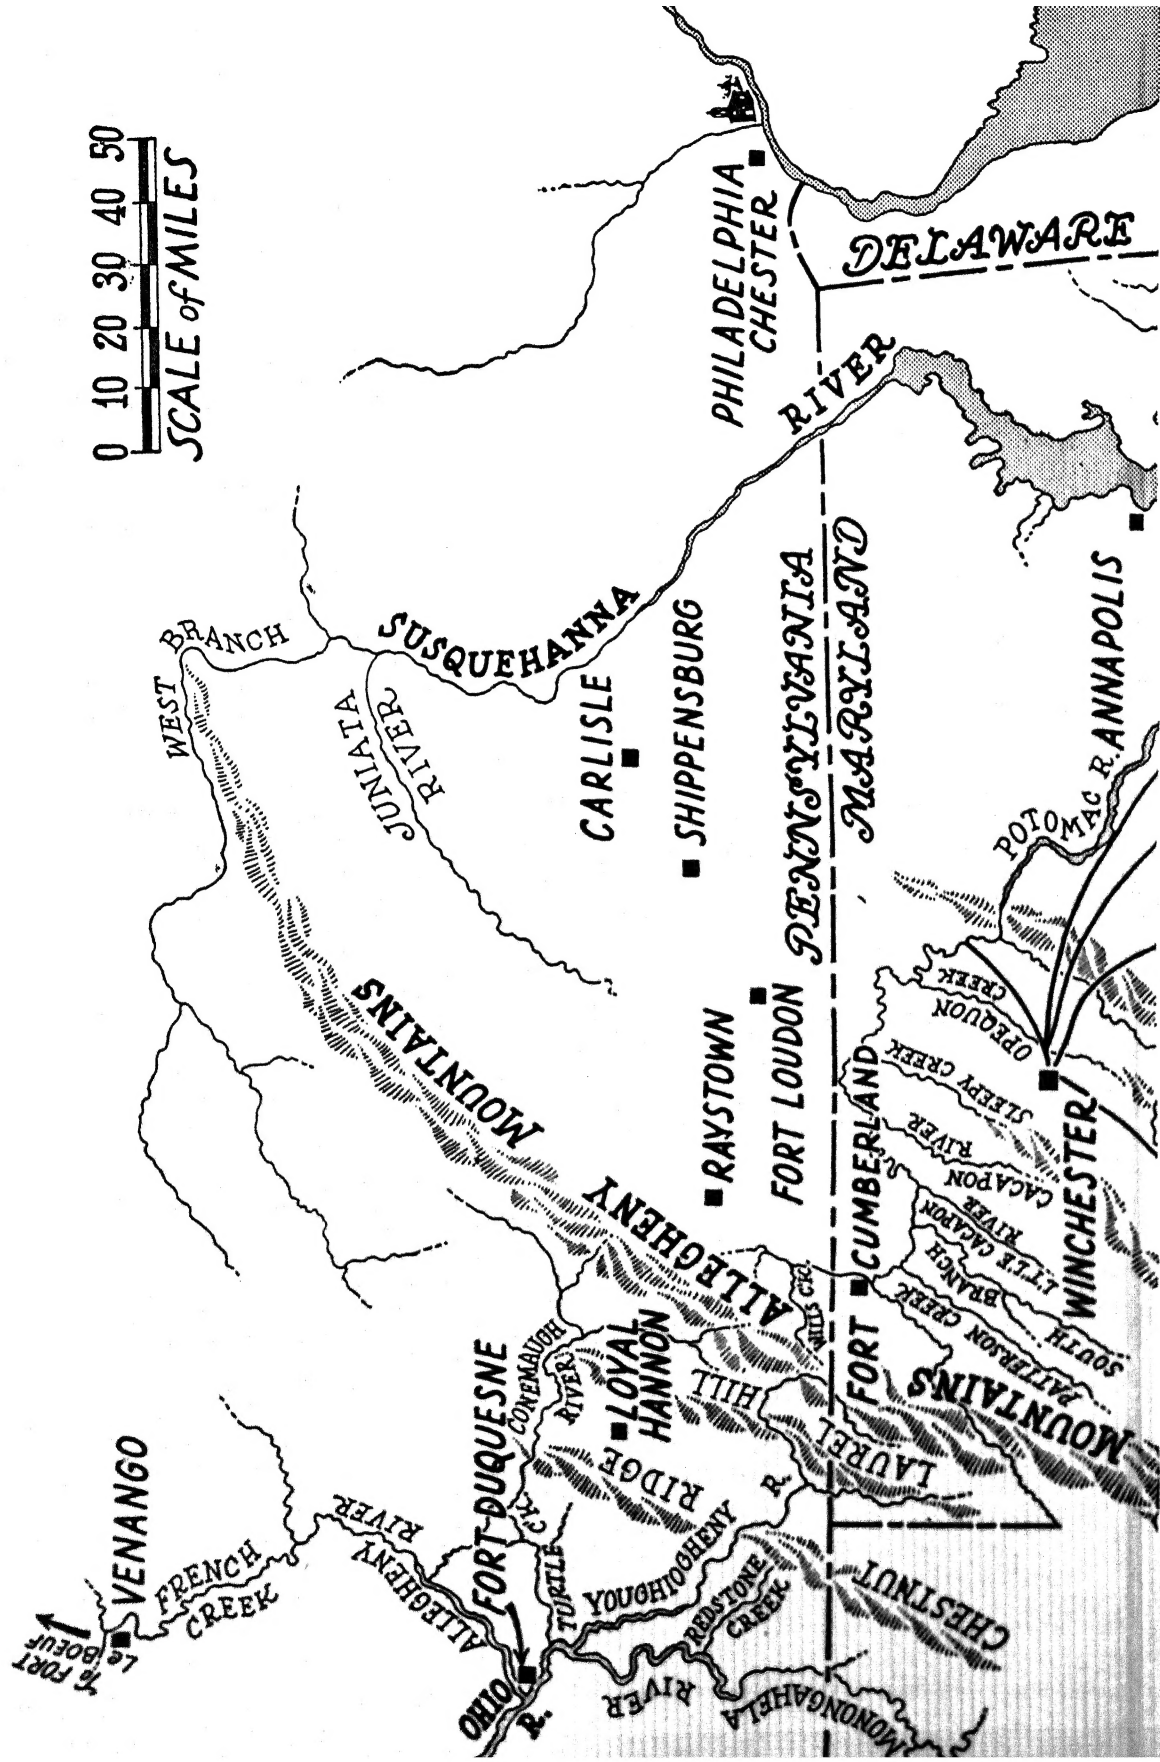 0 10 20 30 40 50
SCALE of MILES
To FORT
Le BOEUF
VENANGO
FRENCH
CREEK
ALLEGHENY
RIVER
WEST
BRANCH
SUSQUEHANNA
RIVER
JUNIATA
RIVER
ALLEGHENY
MOUNTAINS
FORT DUQUESNE
OHIO
R.
CONEMAUGH
RIVER
LOYAL
HANNON
TURTLE
CK.
CHESTNUT
RIDGE
LAUREL
HILL
YOUGHIOGHENY
R.
REDSTONE
CREEK
MONONGAHELA
RIVER
CARLISLE
SHIPPENSBURG
RAYSTOWN
FORT LOUDON
PHILADELPHIA
CHESTER
PENNSYLVANIA
MARYLAND
DELAWARE
WILLS CR.
FORT CUMBERLAND
MOUNTAINS
PATTERSON CREEK
SOUTH
BRANCH
LTTLE CACAPON
RIVER
CACAPON
RIVER
SLEEPY CREEK
OPEQUON
CREEK
WINCHESTER
POTOMAC R.
ANNAPOLIS